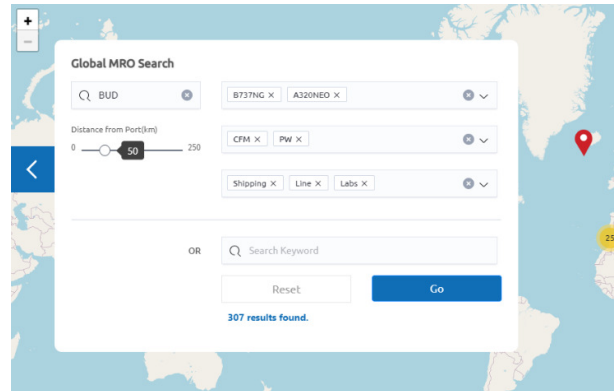 +
−
Global MRO Search
BUD
B737NG × A320NEO ×
Distance from Port(km)
0 50 250
CFM × PW ×
Shipping × Line × Labs ×
OR
Search Keyword
Reset
Go
307 results found.
25